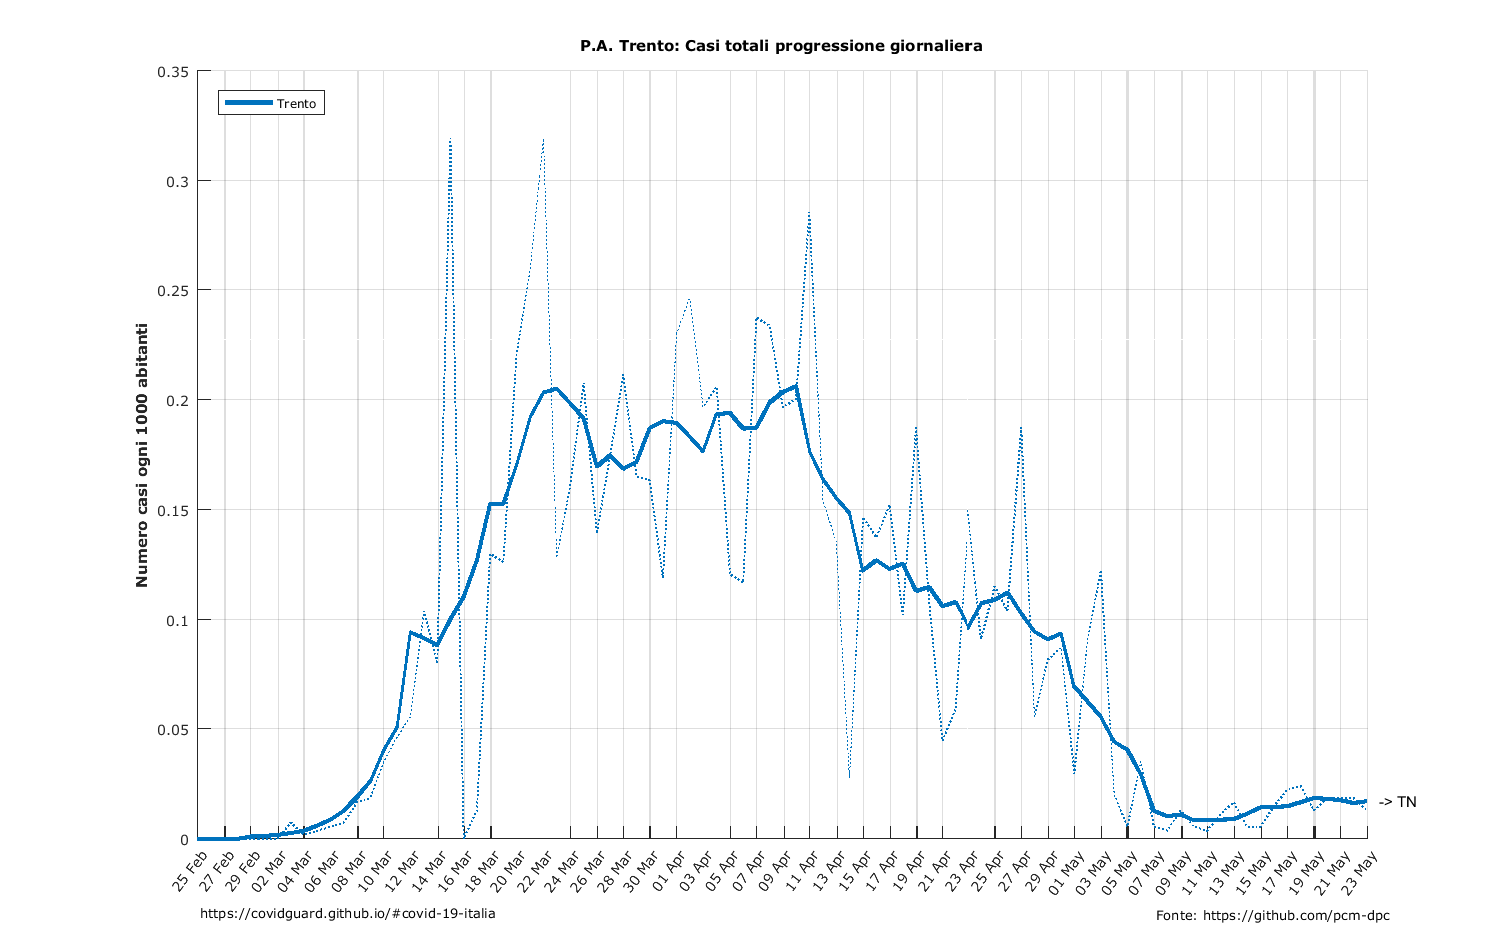 P.A. Trento: Casi totali progressione giornaliera
0.35
Trento
0.3
0.25
0.2
0.15
0.1
0.05
0
Numero casi ogni 1000 abitanti
-> TN
25 Feb
27 Feb
29 Feb
02 Mar
04 Mar
06 Mar
08 Mar
10 Mar
12 Mar
14 Mar
16 Mar
18 Mar
20 Mar
22 Mar
24 Mar
26 Mar
28 Mar
30 Mar
01 Apr
03 Apr
05 Apr
07 Apr
09 Apr
11 Apr
13 Apr
15 Apr
17 Apr
19 Apr
21 Apr
23 Apr
25 Apr
27 Apr
29 Apr
01 May
03 May
05 May
07 May
09 May
11 May
13 May
15 May
17 May
19 May
21 May
23 May
https://covidguard.github.io/#covid-19-italia
Fonte: https://github.com/pcm-dpc